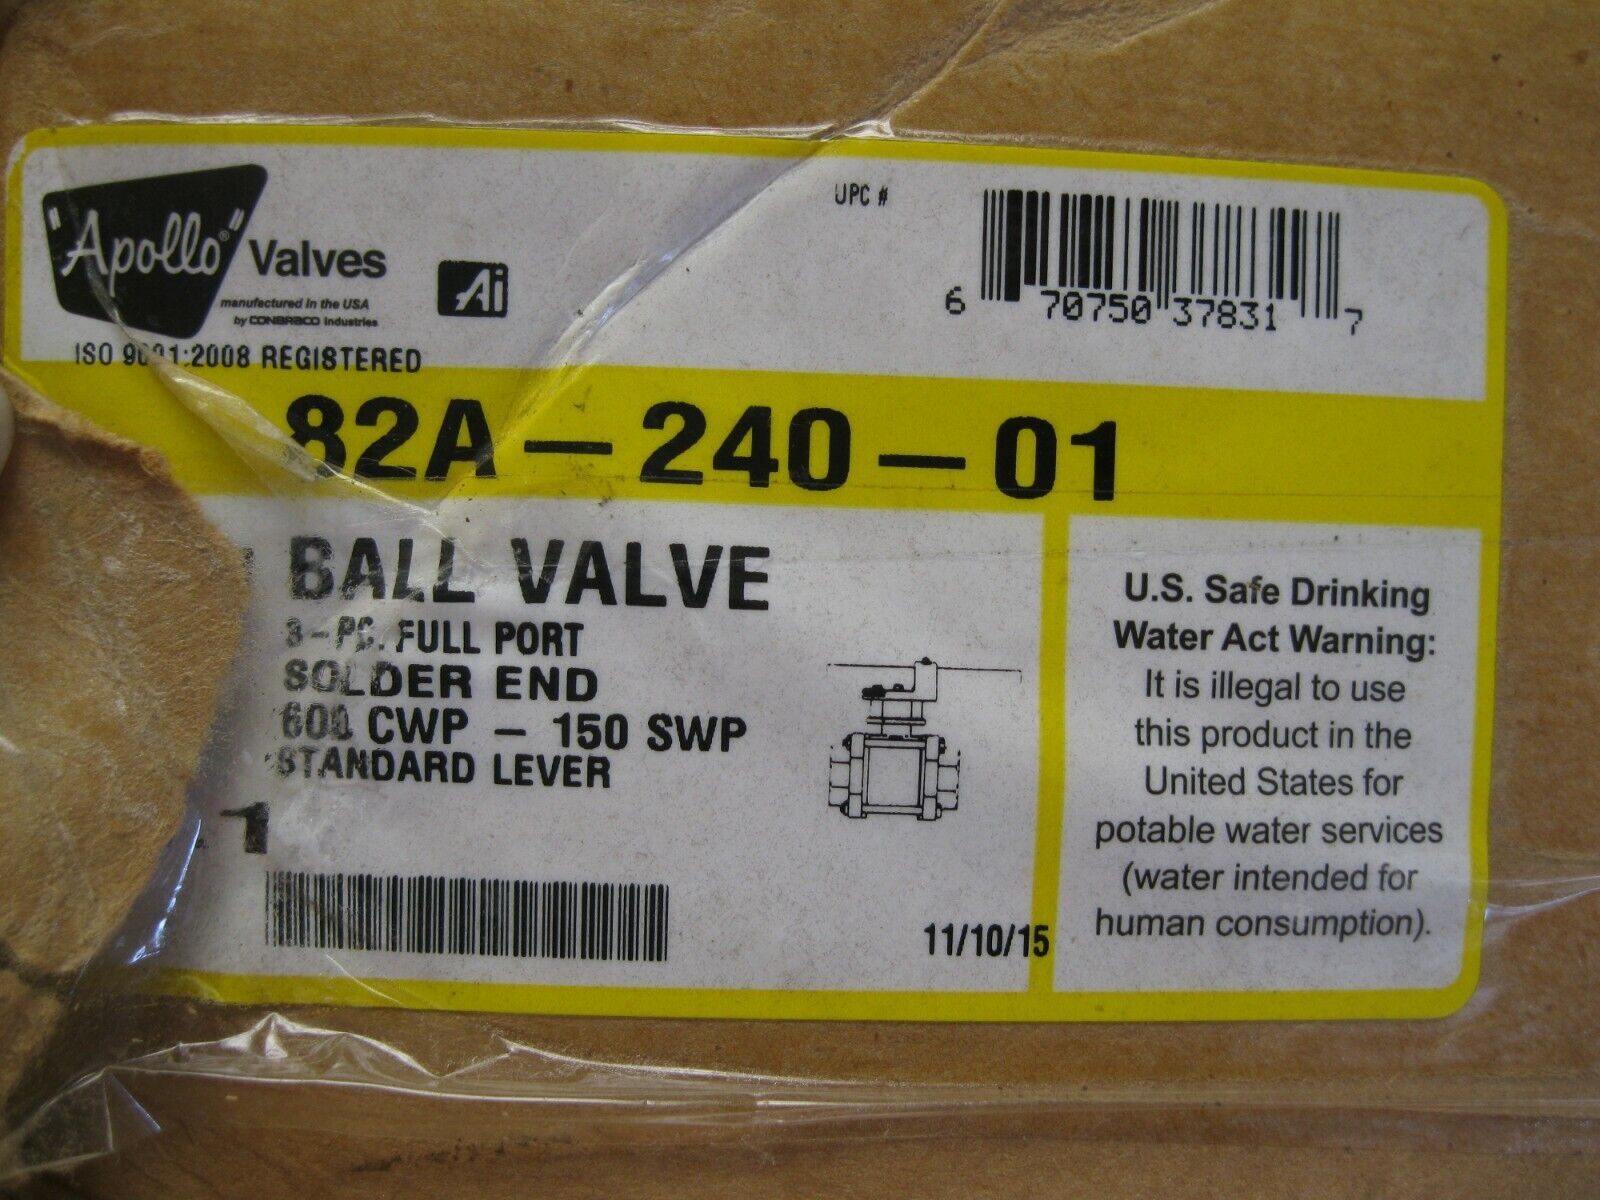 "Apollo"® Valves
manufactured in the USA
by CONBRACO Industries
Ai
ISO 9001:2008 REGISTERED
UPC #
6 70750 37831 7
82A-240-01
BALL VALVE
3-PC. FULL PORT
SOLDER END
600 CWP - 150 SWP
STANDARD LEVER
1
11/10/15
U.S. Safe Drinking
Water Act Warning:
It is illegal to use
this product in the
United States for
potable water services
(water intended for
human consumption).